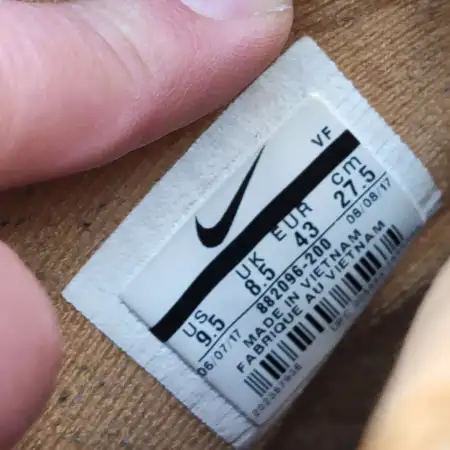 VF
US UK EUR cm
9.5 8.5 43 27.5
882096-200
06/07/17 08/08/17
MADE IN VIETNAM
FABRIQUE AU VIETNAM